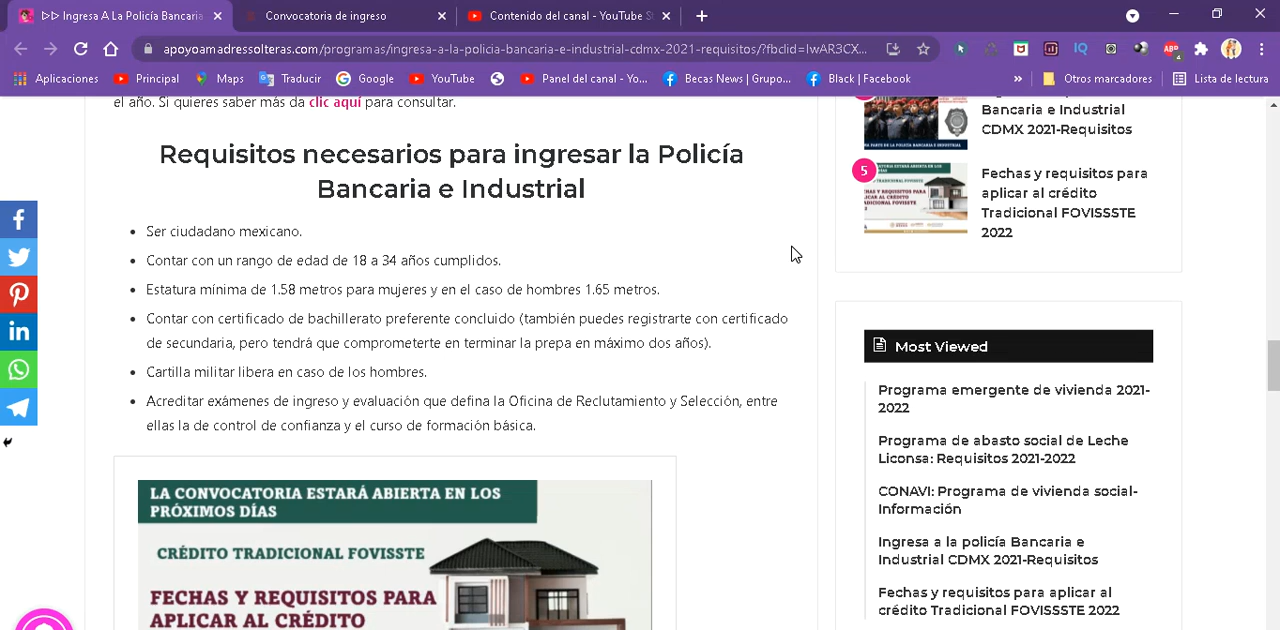 ▷▷ Ingresa A La Policía Bancaria
Convocatoria de ingreso
Contenido del canal - YouTube St
apoyoamadressolteras.com/programas/ingresa-a-la-policia-bancaria-e-industrial-cdmx-2021-requisitos/?fbclid=IwAR3CX...
Aplicaciones
Principal
Maps
Traducir
Google
YouTube
Panel del canal - Yo...
Becas News | Grupo...
Black | Facebook
»
Otros marcadores
Lista de lectura
el año. Si quieres saber más da clic aquí para consultar.
Requisitos necesarios para ingresar la Policía
Bancaria e Industrial
• Ser ciudadano mexicano.
• Contar con un rango de edad de 18 a 34 años cumplidos.
• Estatura mínima de 1.58 metros para mujeres y en el caso de hombres 1.65 metros.
• Contar con certificado de bachillerato preferente concluido (también puedes registrarte con certificado
de secundaria, pero tendrá que comprometerte en terminar la prepa en máximo dos años).
• Cartilla militar libera en caso de los hombres.
• Acreditar exámenes de ingreso y evaluación que defina la Oficina de Reclutamiento y Selección, entre
ellas la de control de confianza y el curso de formación básica.
LA CONVOCATORIA ESTARÁ ABIERTA EN LOS
PRÓXIMOS DÍAS
CRÉDITO TRADICIONAL FOVISSTE
FECHAS Y REQUISITOS PARA
APLICAR AL CRÉDITO
Bancaria e Industrial
CDMX 2021-Requisitos
5
Fechas y requisitos para
aplicar al crédito
Tradicional FOVISSSTE
2022
Most Viewed
Programa emergente de vivienda 2021-
2022
Programa de abasto social de Leche
Liconsa: Requisitos 2021-2022
CONAVI: Programa de vivienda social-
Información
Ingresa a la policía Bancaria e
Industrial CDMX 2021-Requisitos
Fechas y requisitos para aplicar al
crédito Tradicional FOVISSSTE 2022